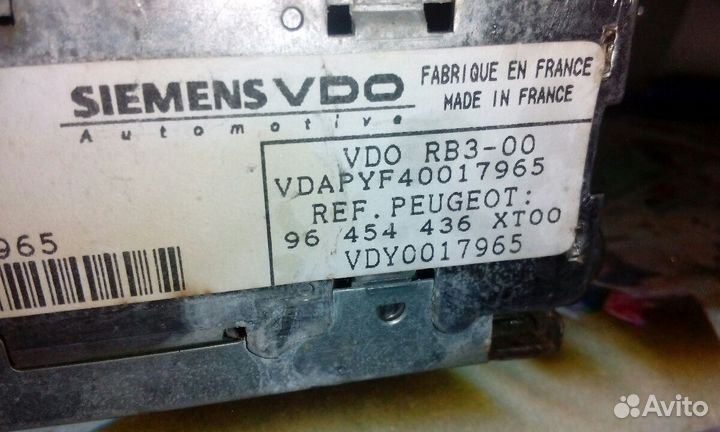 SIEMENS VDO
Automotive
FABRIQUE EN FRANCE
MADE IN FRANCE
VDO RB3-00
VDAPYF40017965
REF. PEUGEOT:
96 454 436 XT00
VDY0017965
7965
Avito